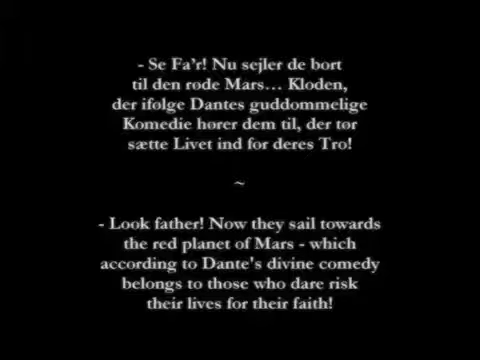 - Se Fa'r! Nu sejler de bort
til den røde Mars… Kloden,
der ifølge Dantes guddommelige
Komedie hører dem til, der tør
sætte Livet ind for deres Tro!
~
- Look father! Now they sail towards
the red planet of Mars - which
according to Dante's divine comedy
belongs to those who dare risk
their lives for their faith!